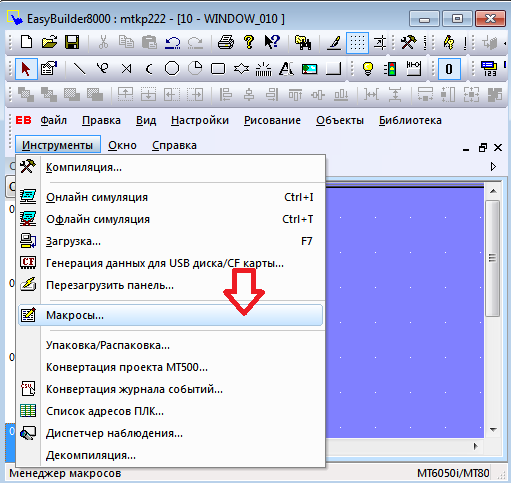 EasyBuilder8000 : mtkp222 - [10 - WINDOW_010 ]
A
0
123
EB Файл Правка Вид Настройки Рисование Объекты Библиотека
Инструменты Окно Справка
Компиляция...
Онлайн симуляция Ctrl+I
Офлайн симуляция Ctrl+T
Загрузка... F7
CF Генерация данных для USB диска/CF карты...
Перезагрузить панель...
Макросы...
Упаковка/Распаковка...
Конвертация проекта MT500...
Конвертация журнала событий...
Список адресов ПЛК...
Диспетчер наблюдения...
Декомпиляция...
Менеджер макросов MT6050i/MT80